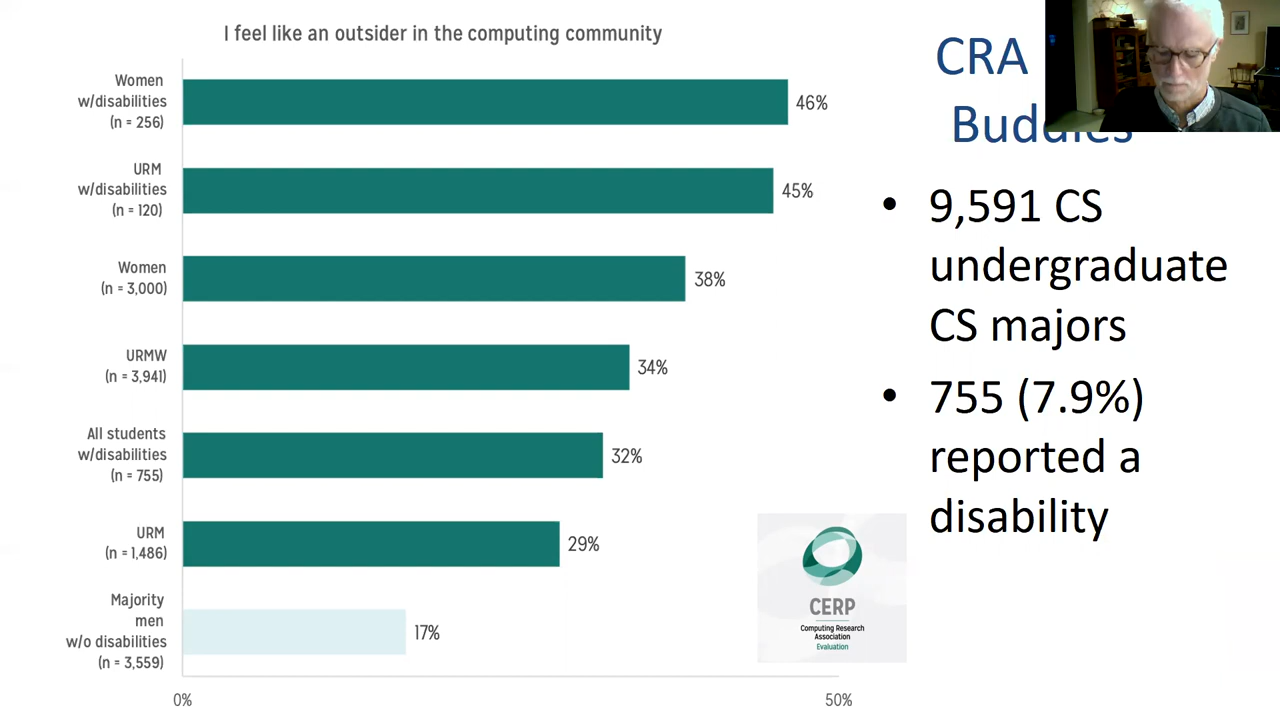 I feel like an outsider in the computing community
Women
w/disabilities
(n = 256)
46%
URM
w/disabilities
(n = 120)
45%
Women
(n = 3,000)
38%
URMW
(n = 3,941)
34%
All students
w/disabilities
(n = 755)
32%
URM
(n = 1,486)
29%
Majority
men
w/o disabilities
(n = 3,559)
17%
0%
50%
CERP
Computing Research
Association
Evaluation
CRA
Buddies
• 9,591 CS
undergraduate
CS majors
• 755 (7.9%)
reported a
disability